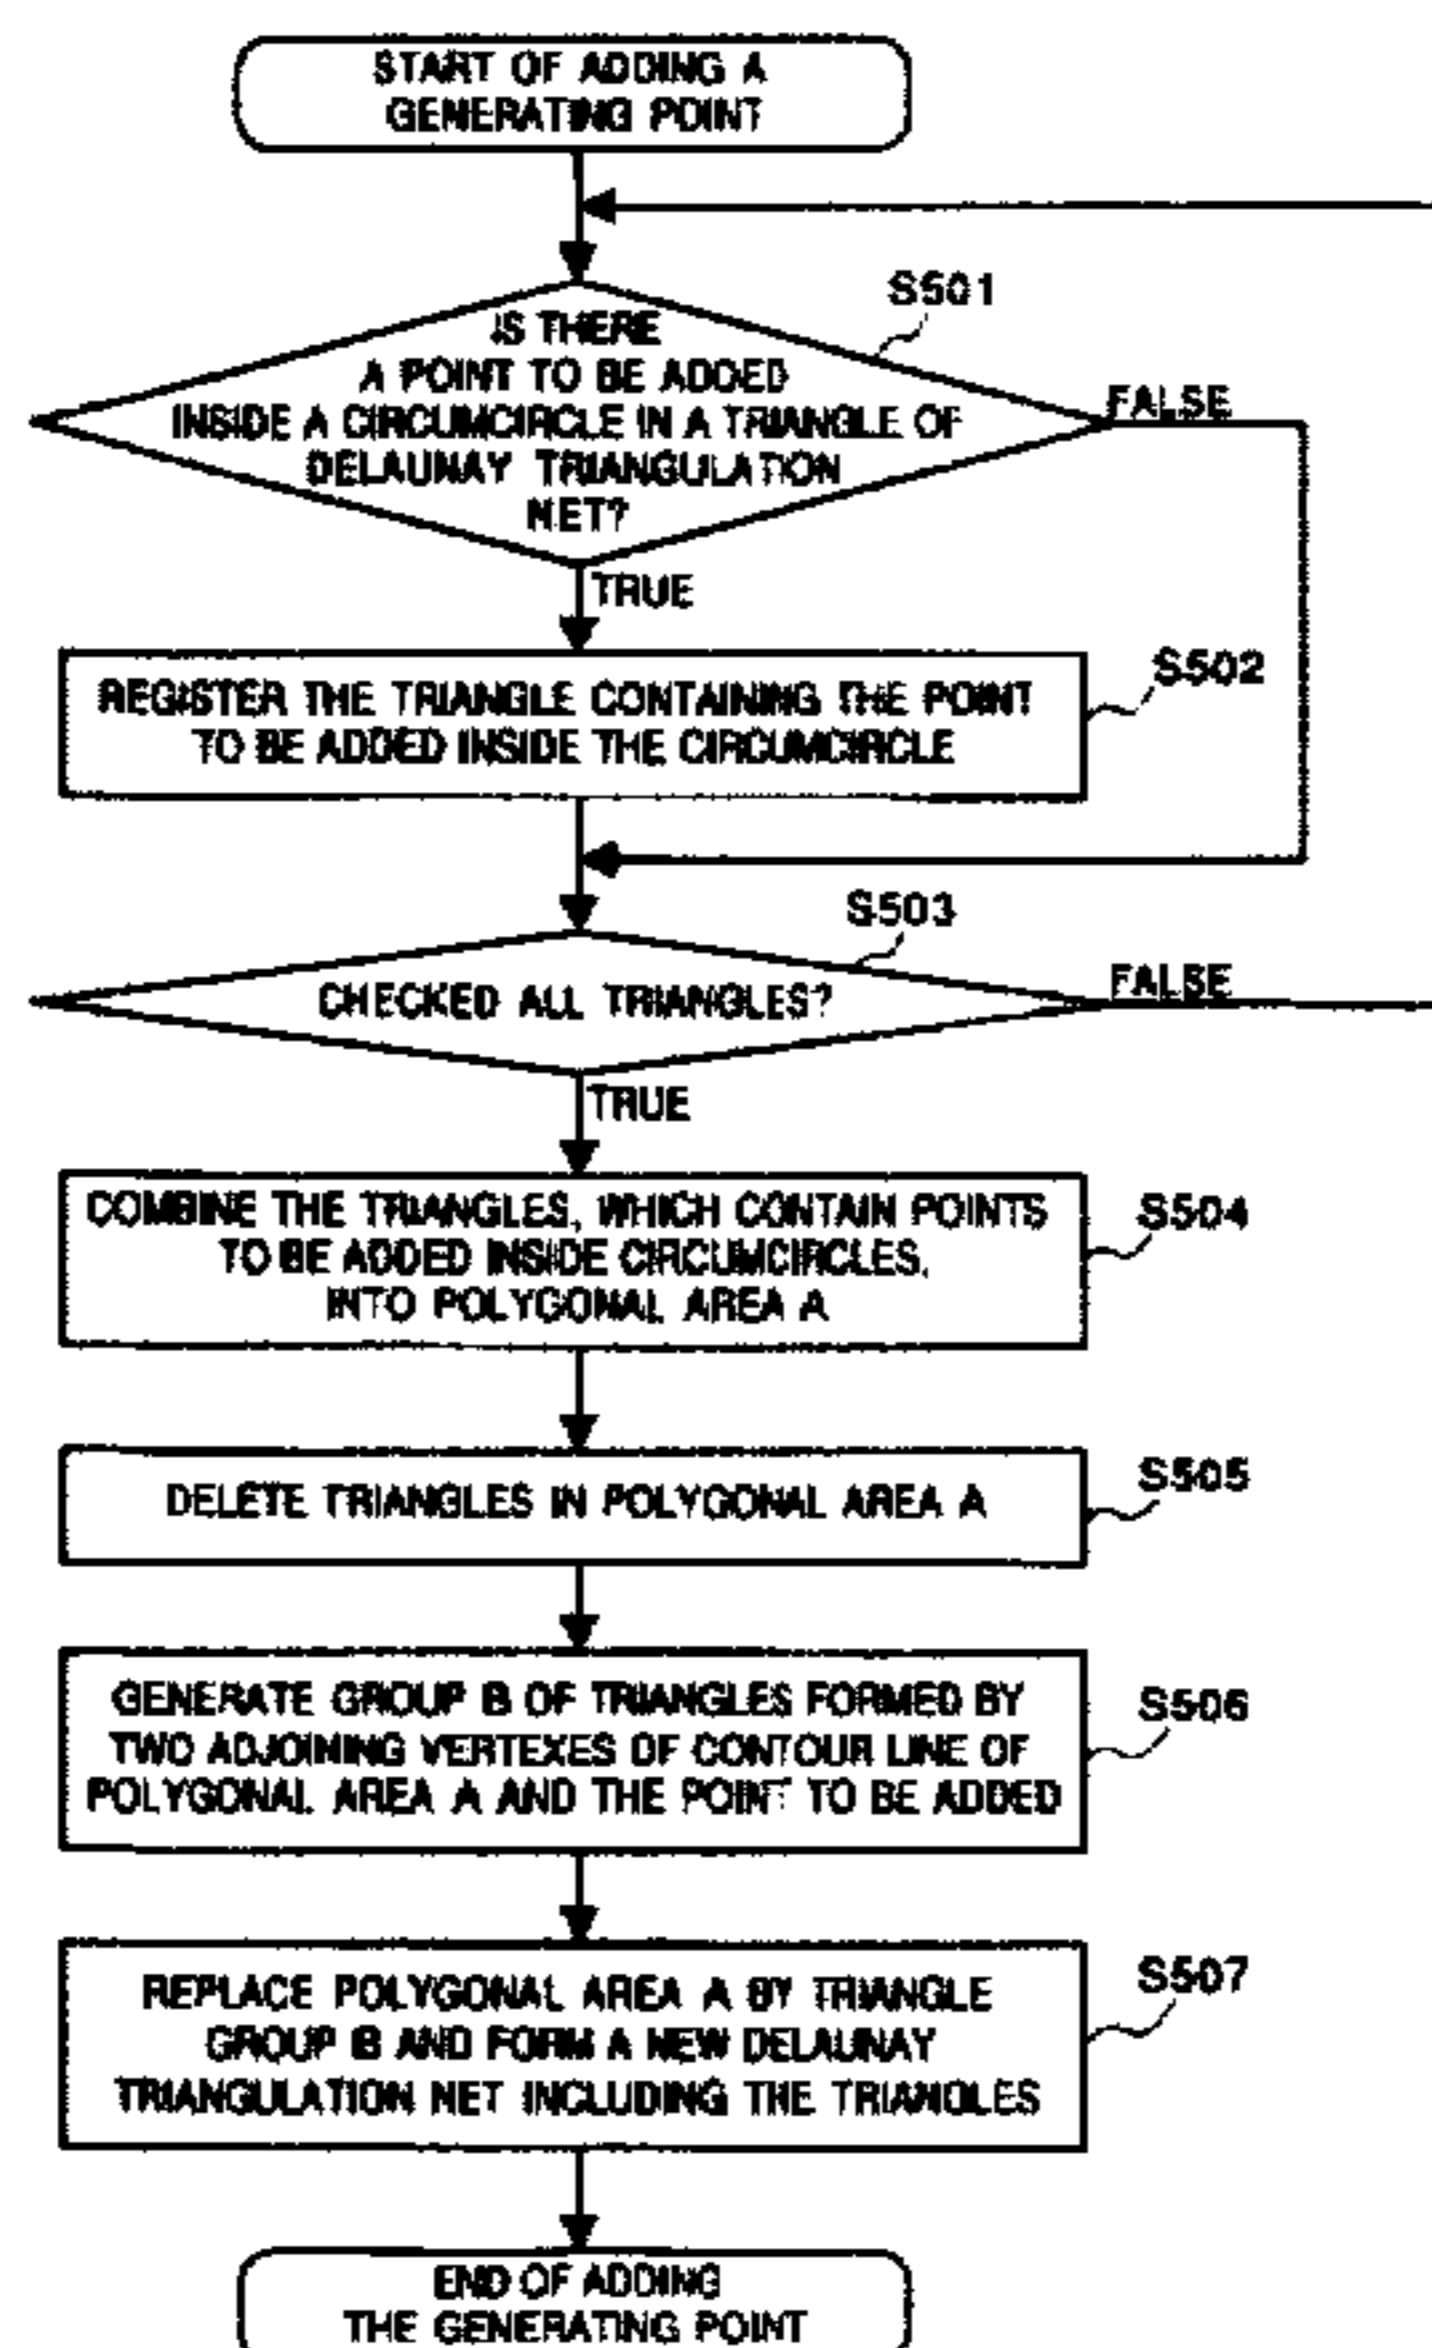 START OF ADDING A
GENERATING POINT
S501
IS THERE
A POINT TO BE ADDED
INSIDE A CIRCUMCIRCLE IN A TRIANGLE OF
DELAUNAY TRIANGULATION
NET?
FALSE
TRUE
S502
REGISTER THE TRIANGLE CONTAINING THE POINT
TO BE ADDED INSIDE THE CIRCUMCIRCLE
S503
CHECKED ALL TRIANGLES?
FALSE
TRUE
S504
COMBINE THE TRIANGLES, WHICH CONTAIN POINTS
TO BE ADDED INSIDE CIRCUMCIRCLES,
INTO POLYGONAL AREA A
S505
DELETE TRIANGLES IN POLYGONAL AREA A
S506
GENERATE GROUP B OF TRIANGLES FORMED BY
TWO ADJOINING VERTEXES OF CONTOUR LINE OF
POLYGONAL AREA A AND THE POINT TO BE ADDED
S507
REPLACE POLYGONAL AREA A BY TRIANGLE
GROUP B AND FORM A NEW DELAUNAY
TRIANGULATION NET INCLUDING THE TRIANGLES
END OF ADDING
THE GENERATING POINT